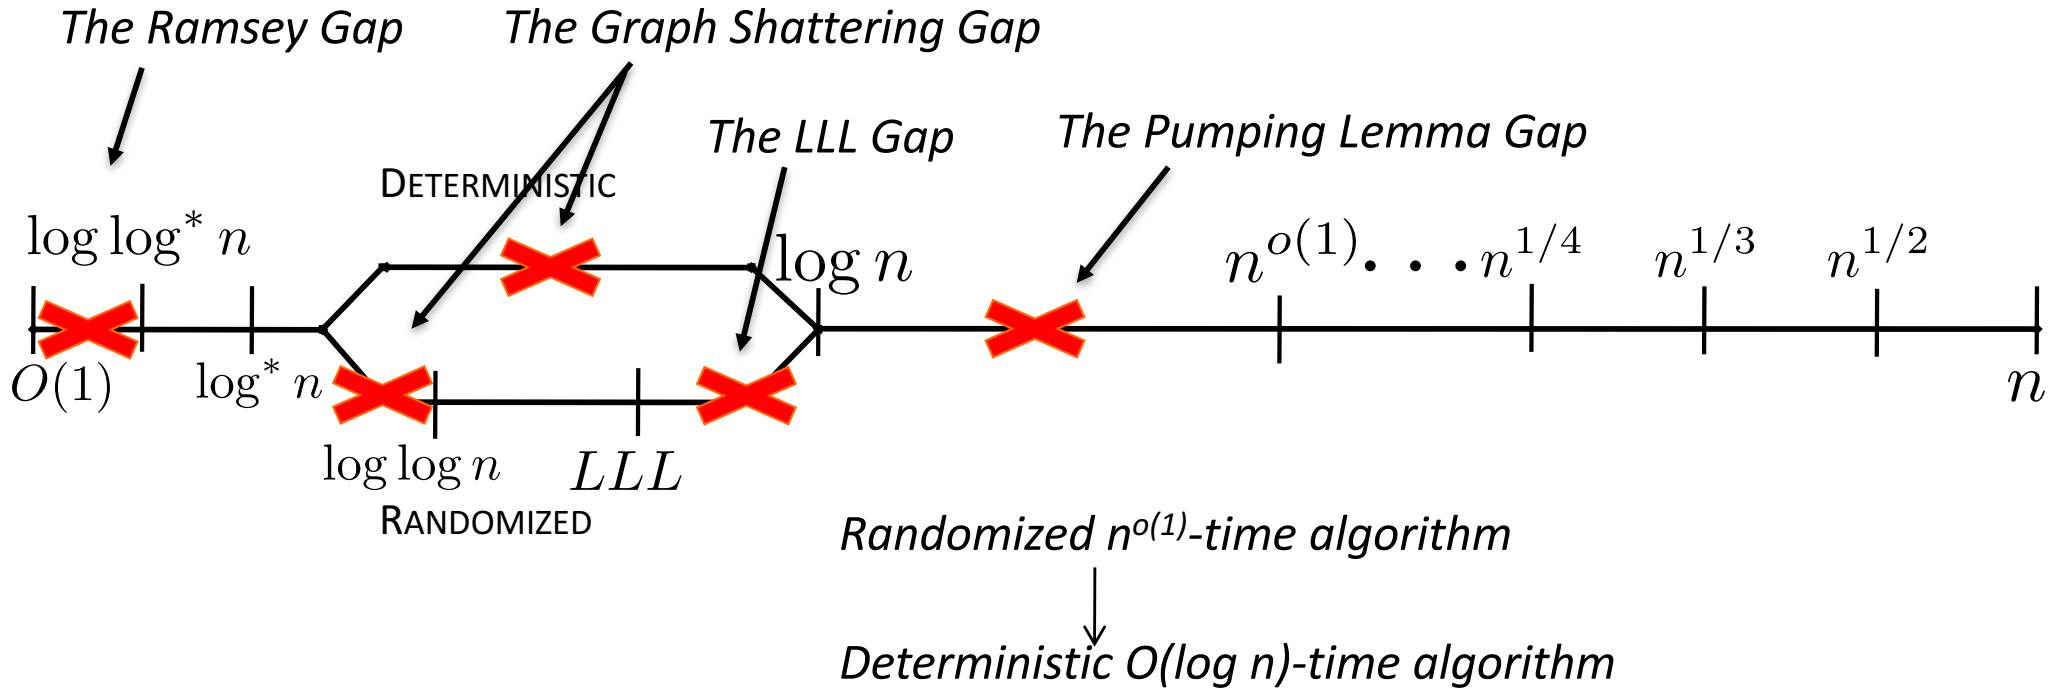 The Ramsey Gap
The Graph Shattering Gap
The LLL Gap
The Pumping Lemma Gap
DETERMINISTIC
log log* n
log n
n^{o(1)} · · · n^{1/4}
n^{1/3}
n^{1/2}
O(1)
log* n
n
log log n
LLL
RANDOMIZED
Randomized n^{o(1)}-time algorithm
Deterministic O(log n)-time algorithm